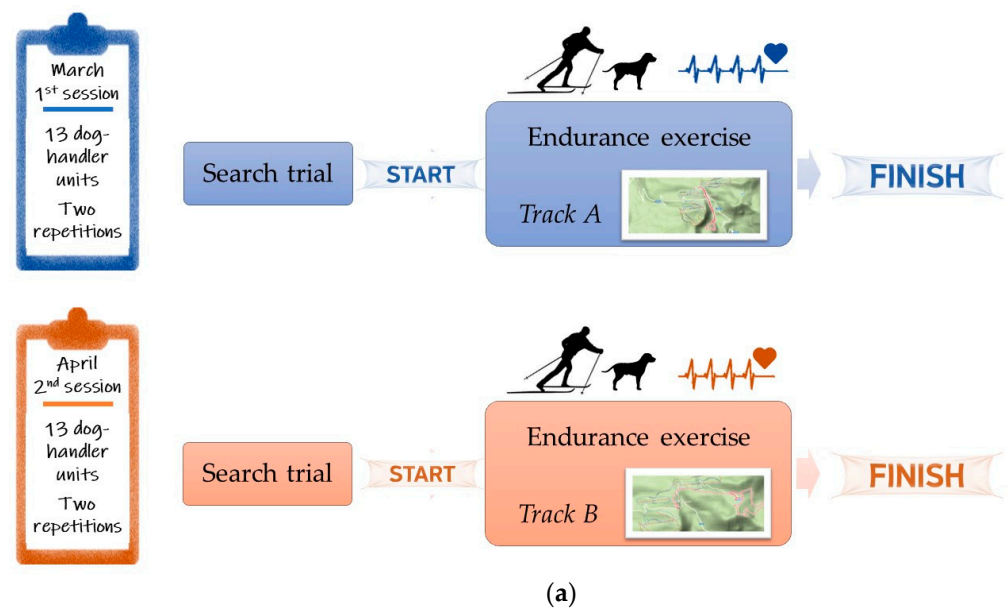 March
1st session
13 dog-
handler
units
Two
repetitions
Search trial
START
Endurance exercise
Track A
FINISH
April
2nd session
13 dog-
handler
units
Two
repetitions
Search trial
START
Endurance exercise
Track B
FINISH
(a)